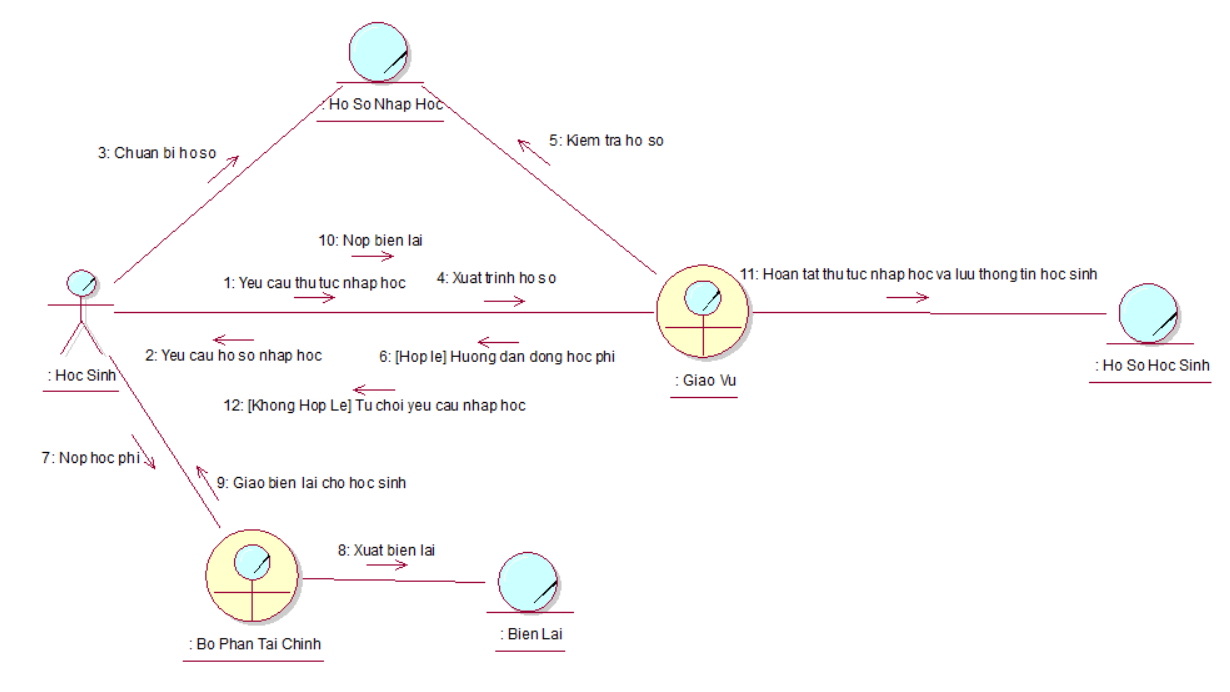 : Ho So Nhap Hoc
3: Chuan bi ho so
5: Kiem tra ho so
10: Nop bien lai
1: Yeu cau thu tuc nhap hoc
4: Xuat trinh ho so
11: Hoan tat thu tuc nhap hoc va luu thong tin hoc sinh
2: Yeu cau ho so nhap hoc
6: [Hop le] Huong dan dong hoc phi
: Hoc Sinh
: Giao Vu
: Ho So Hoc Sinh
12: [Khong Hop Le] Tu choi yeu cau nhap hoc
7: Nop hoc phi
9: Giao bien lai cho hoc sinh
8: Xuat bien lai
: Bo Phan Tai Chinh
: Bien Lai